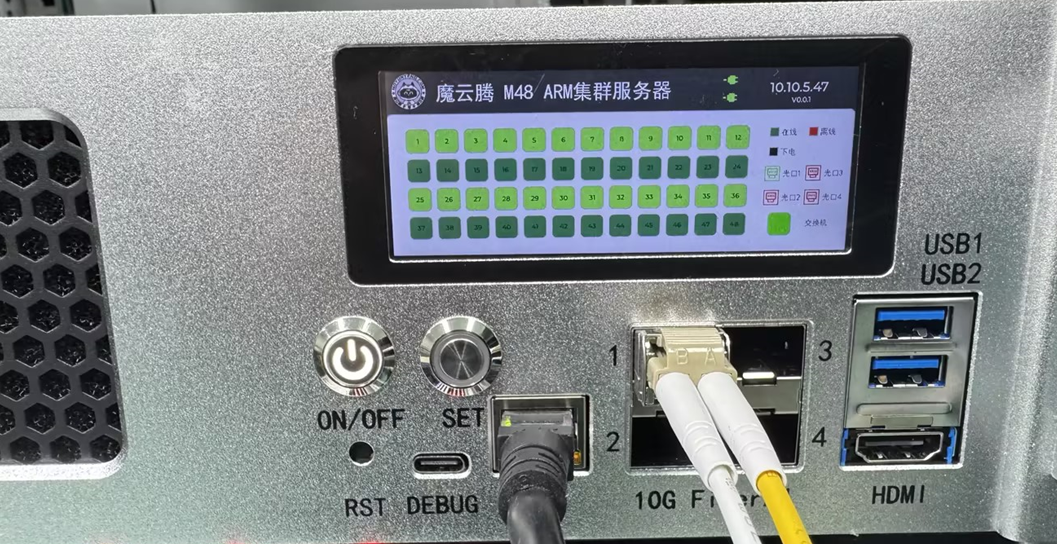 魔云腾 M48 ARM集群服务器
10.10.5.47
V0.0.1
1 2 3 4 5 6 7 8 9 10 11 12
在线 离线
13 14 15 16 17 18 19 20 21 22 23 24
下电
光口1 光口3
25 26 27 28 29 30 31 32 33 34 35 36
光口2 光口4
37 38 39 40 41 42 43 44 45 46 47 48
交换机
USB1
USB2
1
3
B A
ON/OFF
SET
2
4
RST
DEBUG
10G
HDMI